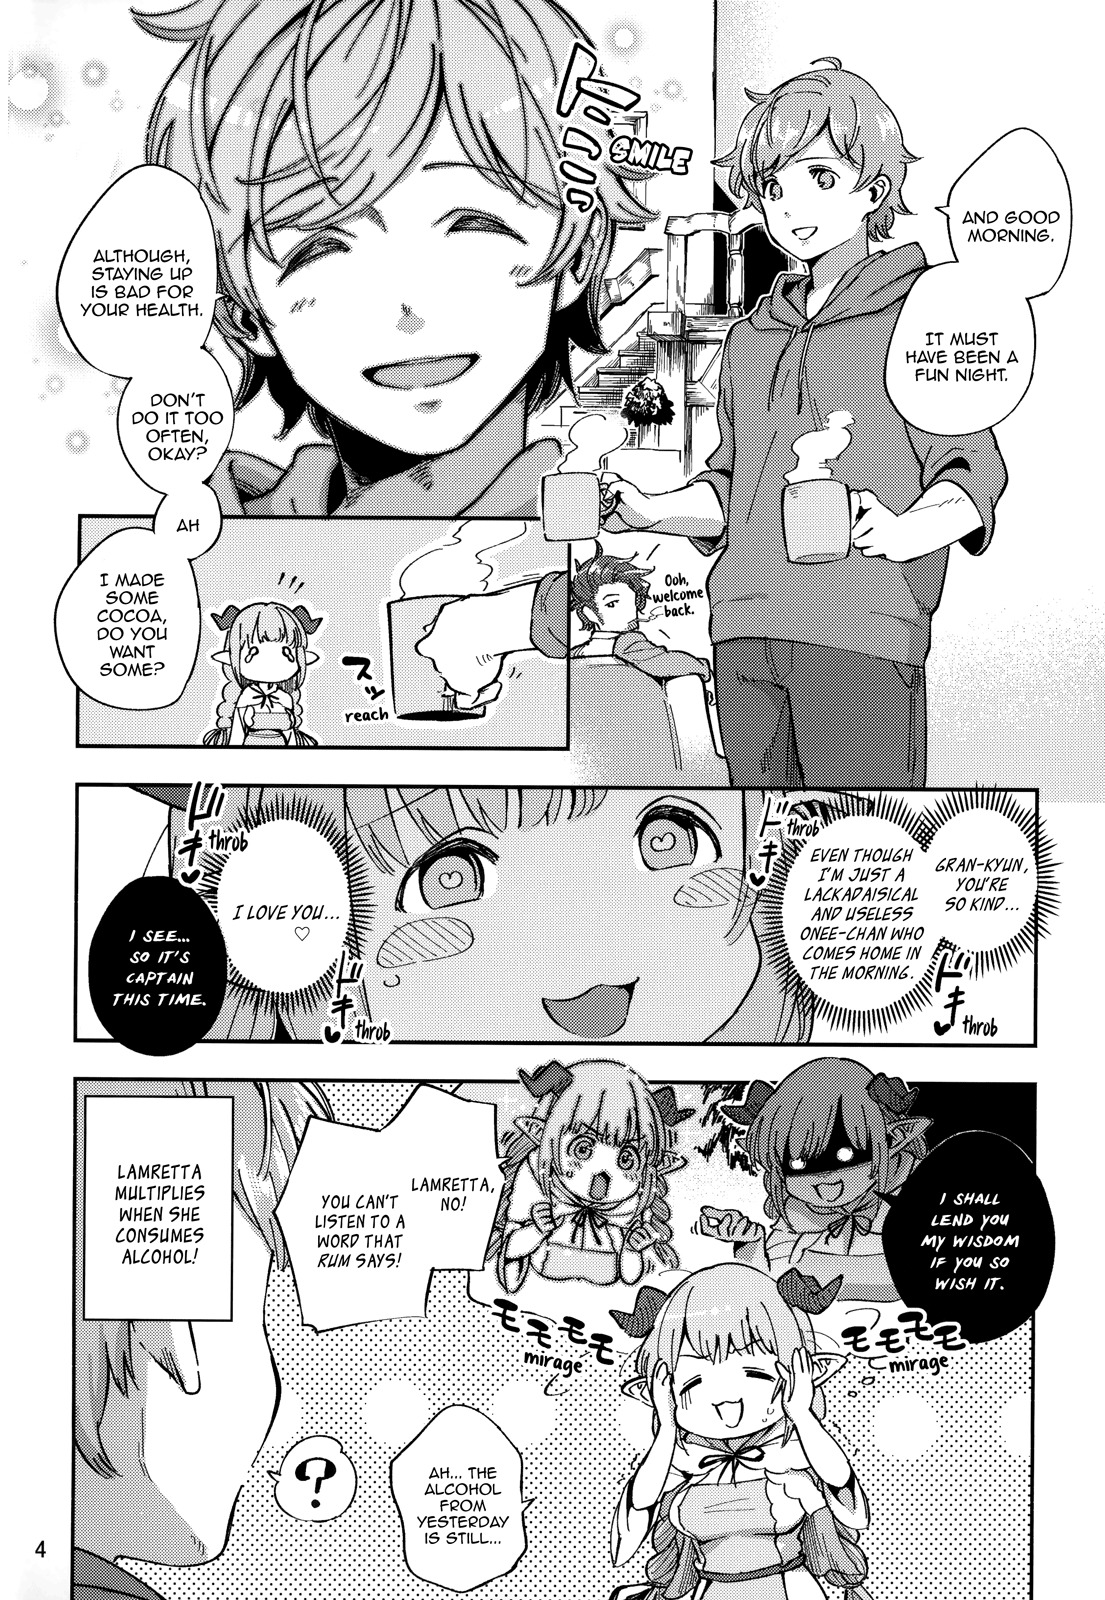 AND GOOD
MORNING.
IT MUST
HAVE BEEN A
FUN NIGHT.
ニコリ
SMILE
ALTHOUGH,
STAYING UP
IS BAD FOR
YOUR HEALTH.
DON'T
DO IT TOO
OFTEN,
OKAY?
AH
I MADE
SOME
COCOA,
DO YOU
WANT
SOME?
Ooh,
welcome
back.
スッ
reach
GRAN-KYUN,
YOU'RE
SO KIND...
EVEN THOUGH
I'M JUST A
LACKADAISICAL
AND USELESS
ONEE-CHAN WHO
COMES HOME IN
THE MORNING.
ドキ
throb
ドキ
throb
I LOVE YOU...
♡
ドキ
throb
ドキ
throb
I SEE...
SO IT'S
CAPTAIN
THIS TIME.
I SHALL
LEND YOU
MY WISDOM
IF YOU SO
WISH IT.
LAMRETTA,
NO!
YOU CAN'T
LISTEN TO A
WORD THAT
RUM SAYS!
LAMRETTA
MULTIPLIES
WHEN SHE
CONSUMES
ALCOHOL!
モモモモ
mirage
モモモモ
mirage
AH... THE
ALCOHOL
FROM
YESTERDAY
IS STILL...
?
4